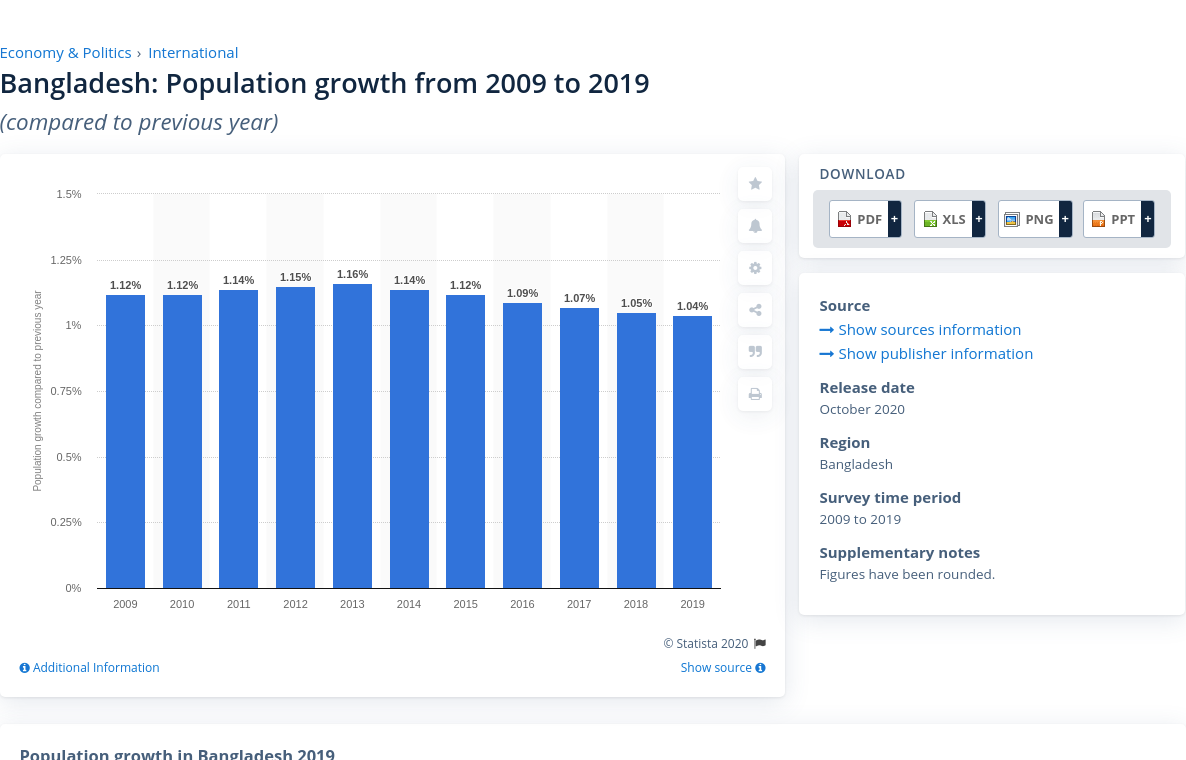 Economy & Politics › International
Bangladesh: Population growth from 2009 to 2019
(compared to previous year)
1.5%
1.25%
1%
0.75%
0.5%
0.25%
0%
Population growth compared to previous year
1.12%
1.12%
1.14%
1.15%
1.16%
1.14%
1.12%
1.09%
1.07%
1.05%
1.04%
2009
2010
2011
2012
2013
2014
2015
2016
2017
2018
2019
© Statista 2020
Additional Information
Show source
DOWNLOAD
PDF +
XLS +
PNG +
PPT +
Source
Show sources information
Show publisher information
Release date
October 2020
Region
Bangladesh
Survey time period
2009 to 2019
Supplementary notes
Figures have been rounded.
Population growth in Bangladesh 2019